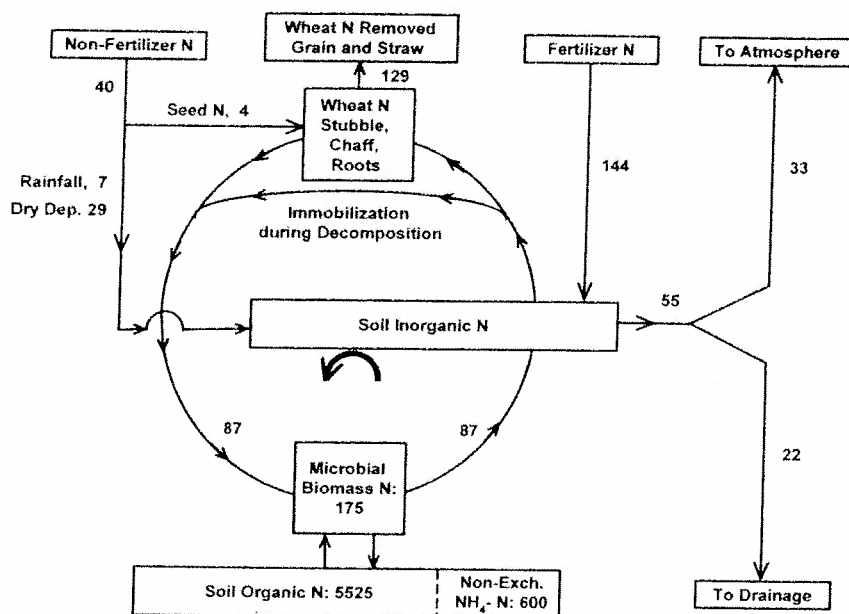 Wheat N Removed
Grain and Straw
Non-Fertilizer N
Fertilizer N
To Atmosphere
40
129
Seed N, 4
Wheat N
Stubble,
Chaff,
Roots
144
33
Rainfall, 7
Dry Dep. 29
Immobilization
during Decomposition
55
Soil Inorganic N
87
87
22
Microbial
Biomass N:
175
Soil Organic N: 5525
Non-Exch.
NH₄- N: 600
To Drainage